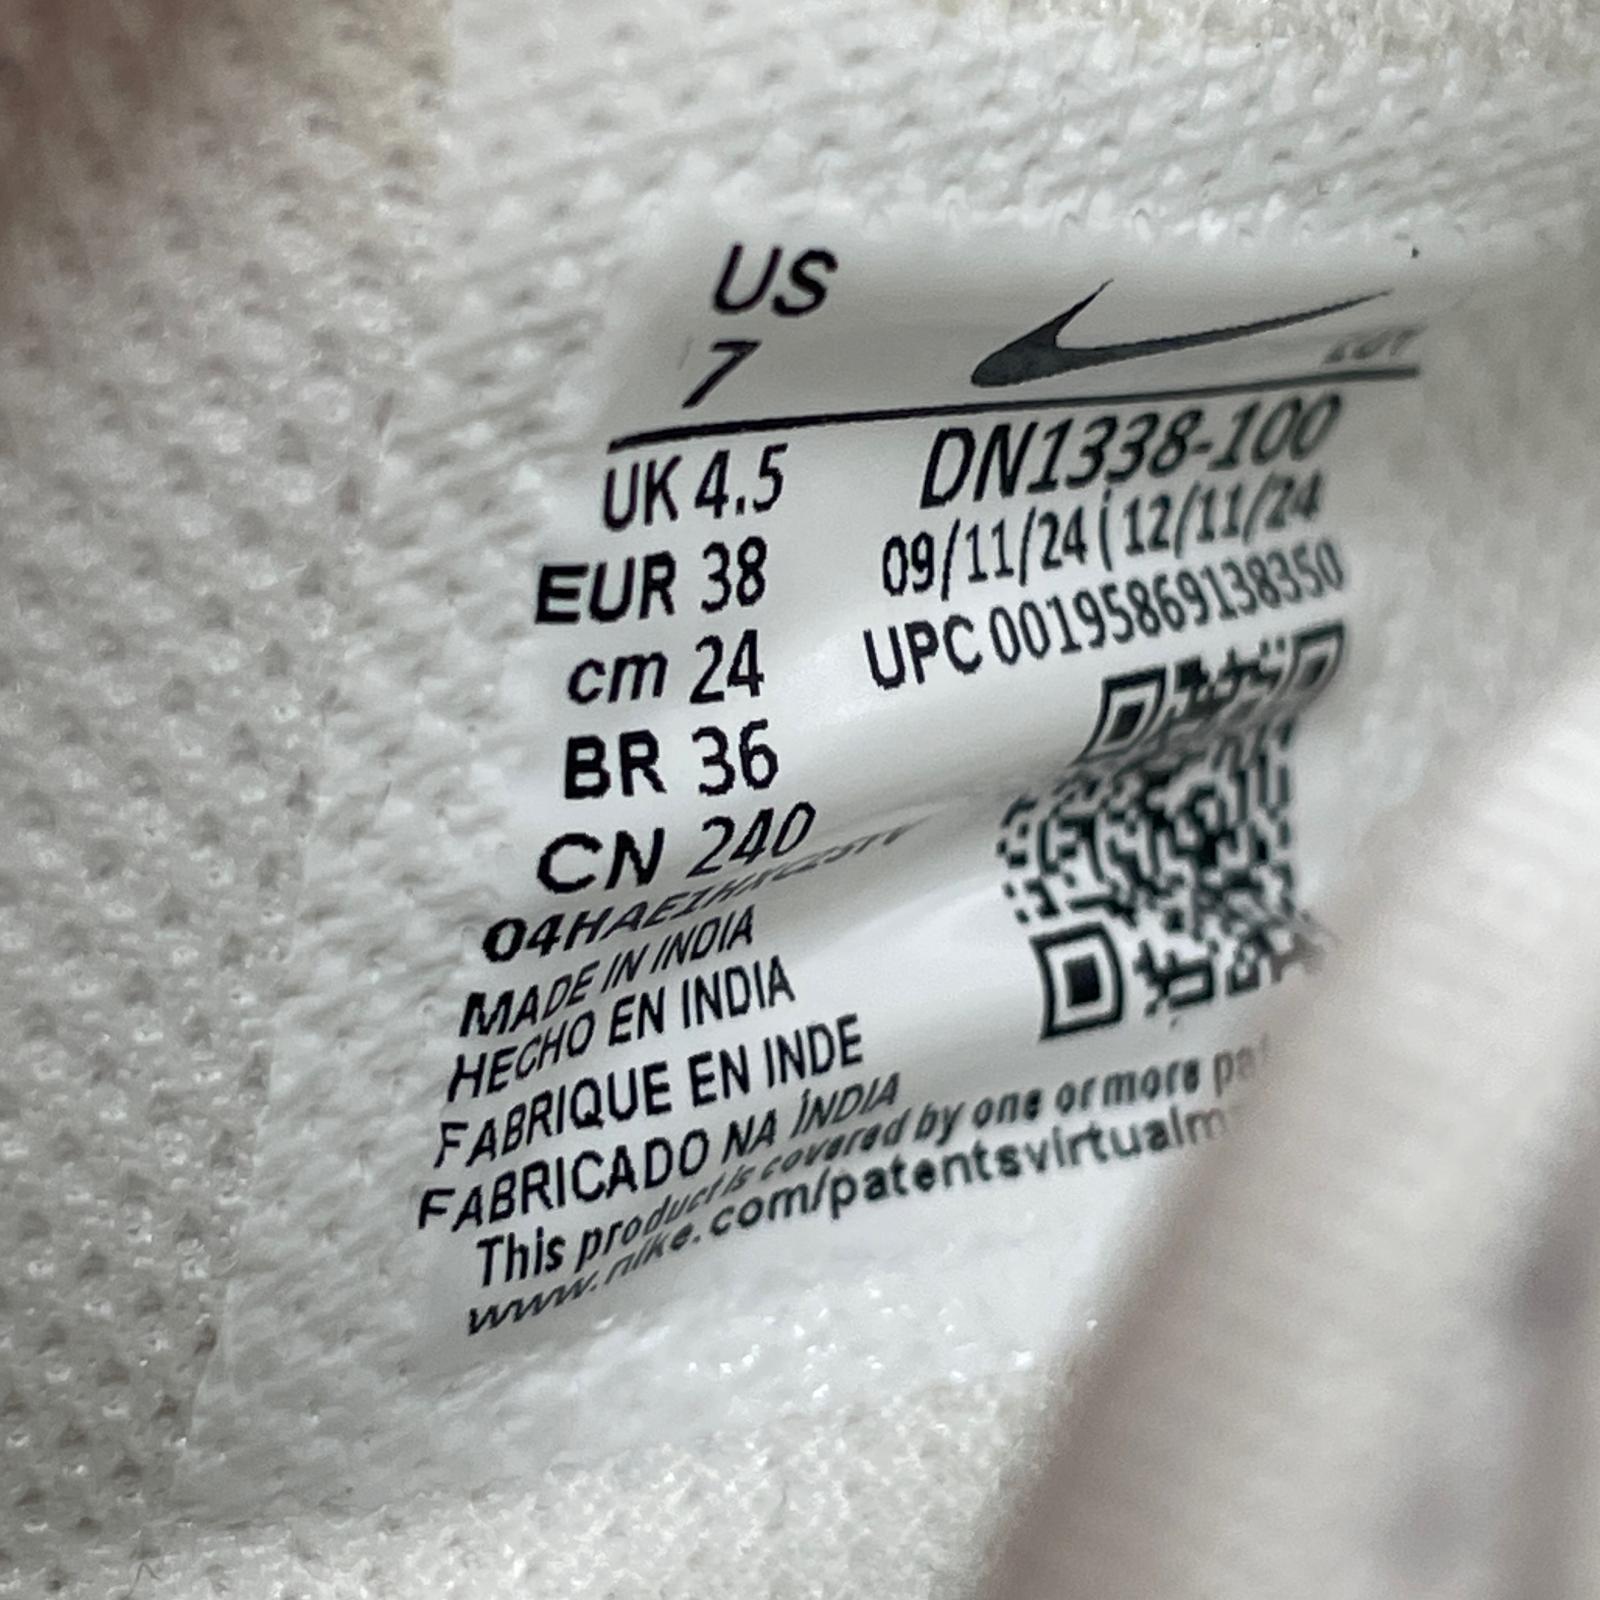 US
7
UK 4.5
EUR 38
cm 24
BR 36
CN 240
DN1338-100
09/11/24 | 12/11/24
UPC 00195869138350
MADE IN INDIA
HECHO EN INDIA
FABRIQUE EN INDE
FABRICADO NA ÍNDIA
This product is covered by one or more
www.nike.com/patentsvirtualm